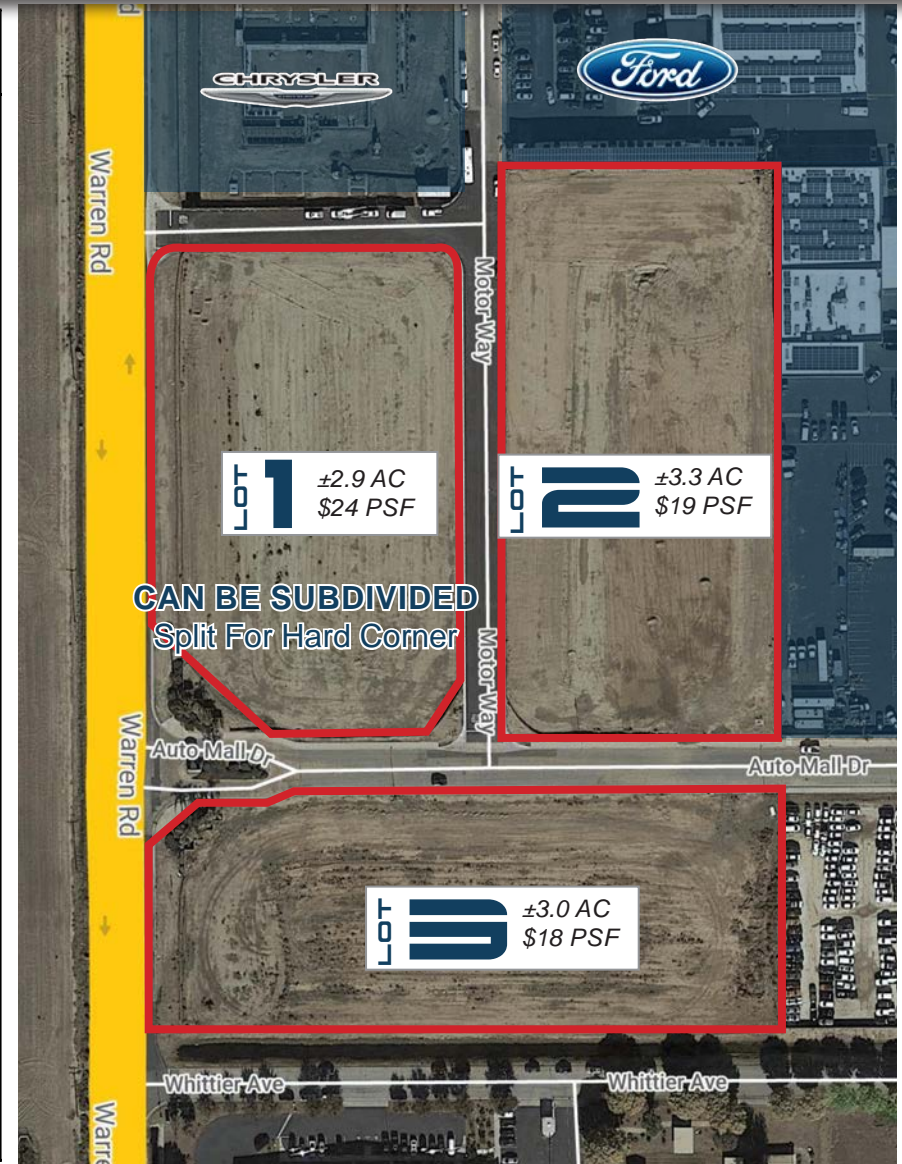 d
CHRYSLER
Ford
Warren Rd
Motor Way
LOT 1
±2.9 AC
$24 PSF
LOT 2
±3.3 AC
$19 PSF
CAN BE SUBDIVIDED
Split For Hard Corner
Motor Way
Warren Rd
Auto Mall Dr
Auto Mall Dr
LOT 3
±3.0 AC
$18 PSF
Whittier Ave
Whittier Ave
Warre